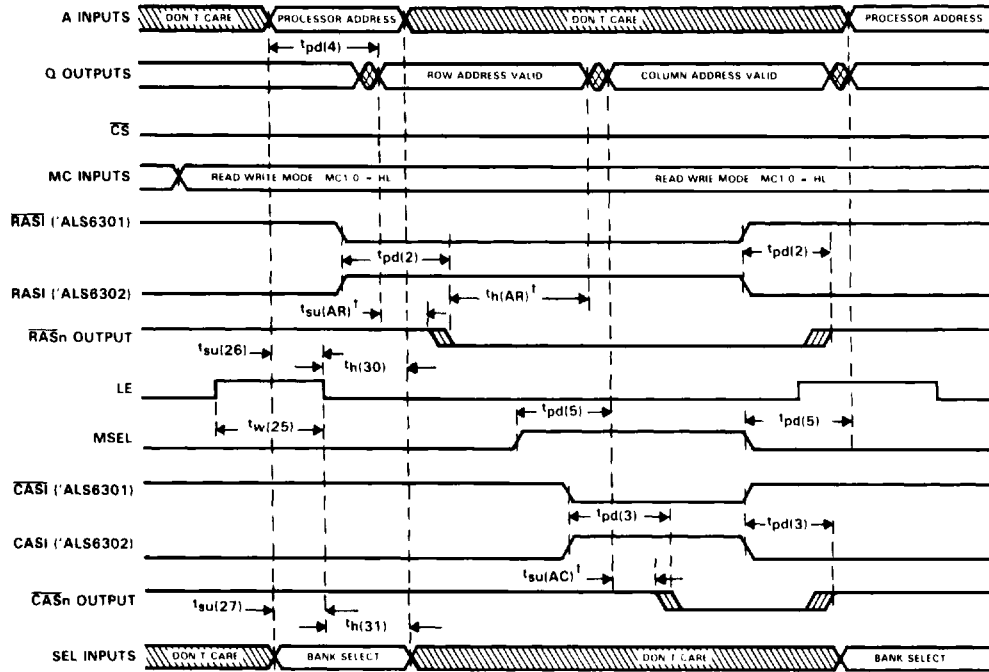 A INPUTS DON T CARE PROCESSOR ADDRESS DON T CARE PROCESSOR ADDRESS
tpd(4)
Q OUTPUTS ROW ADDRESS VALID COLUMN ADDRESS VALID
CS
MC INPUTS READ WRITE MODE MC1 0 = HL READ WRIE MODE MC1 0 = HL
RASI ('ALS6301)
tpd(2) tpd(2)
RASI ('ALS6302)
tsu(AR)† th(AR)†
RASn OUTPUT
tsu(26)
th(30)
LE
tw(25) tpd(5) tpd(5)
MSEL
CASI ('ALS6301)
tpd(3) tpd(3)
CASI ('ALS6302)
tsu(AC)†
CASn OUTPUT
tsu(27)
th(31)
SEL INPUTS DON T CARE BANK SELECT DON T CARE BANK SELECT